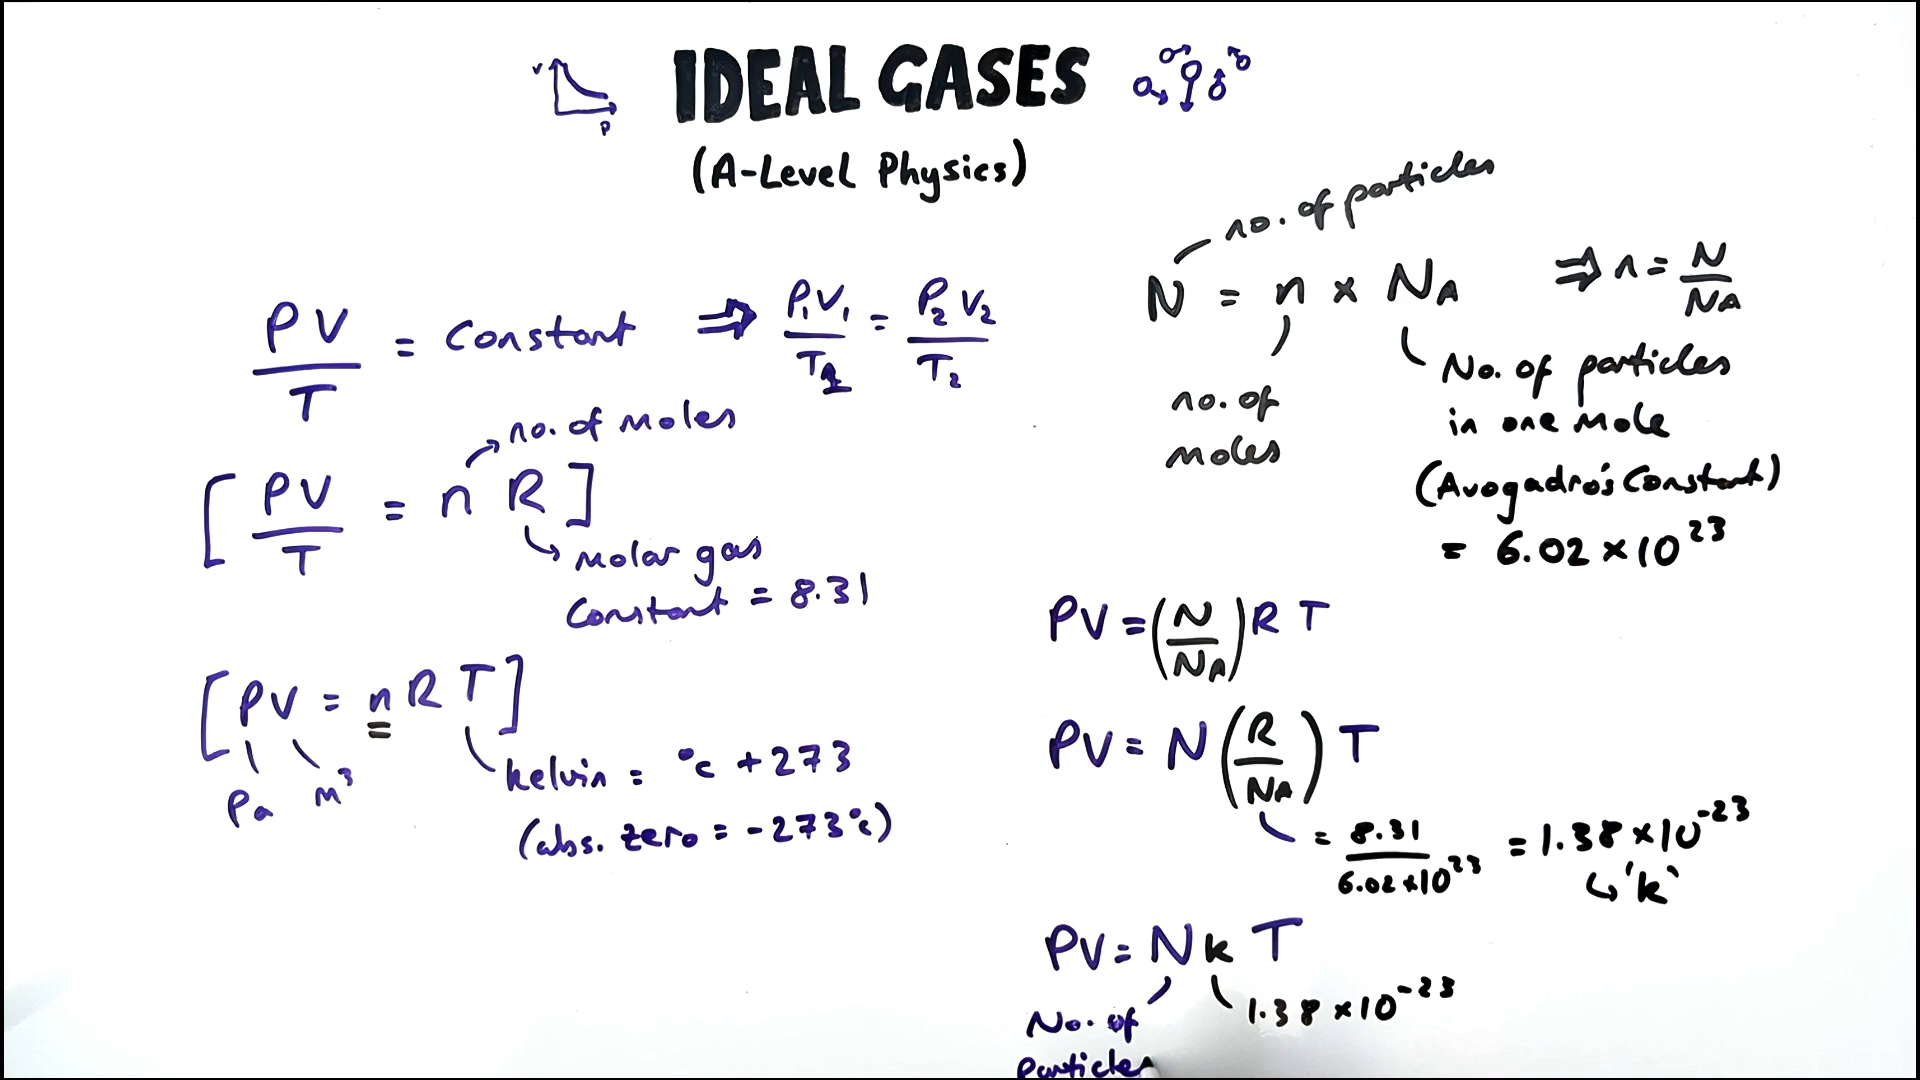 V
P
IDEAL GASES
(A-Level Physics)
PV/T = Constant ⇒ P₁V₁/T₁ = P₂V₂/T₂
no. of moles
[PV/T = n R]
molar gas
Constant = 8.31
[PV = n R T]
Pa m³
kelvin = °c + 273
(abs. zero = -273°c)
no. of particles
N = n × NA ⇒ n = N/NA
no. of
moles
No. of particles
in one mole
(Avogadro's Constant)
= 6.02 × 10²³
PV = (N/NA) R T
PV = N (R/NA) T
= 8.31/6.02 × 10²³ = 1.38 × 10⁻²³
↳ 'k'
PV = N k T
1.38 × 10⁻²³
No. of
Particles